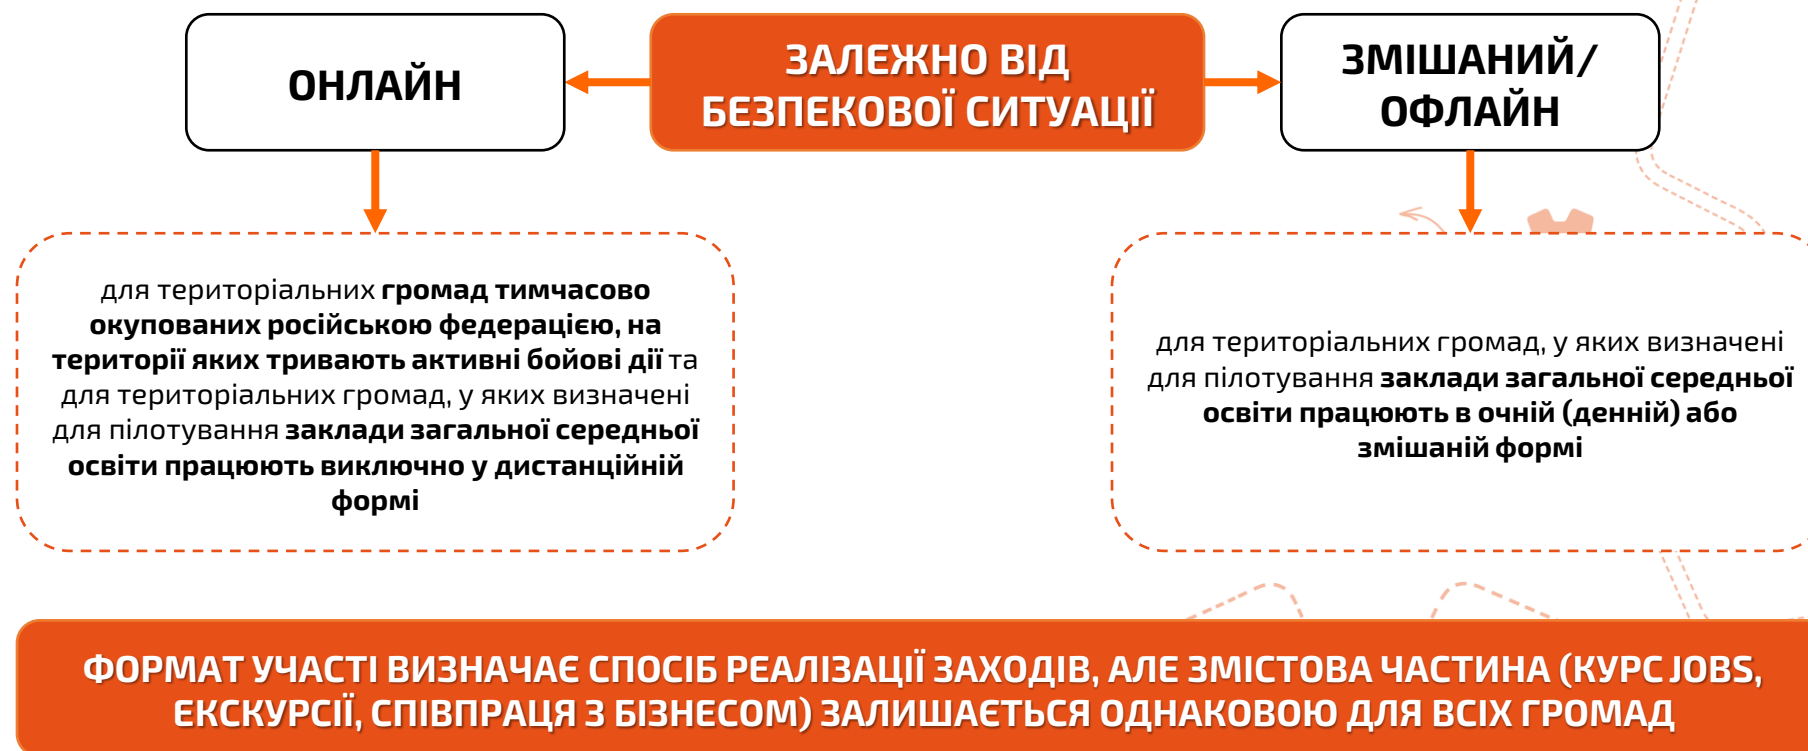 ОНЛАЙН
ЗАЛЕЖНО ВІД
БЕЗПЕКОВОЇ СИТУАЦІЇ
ЗМІШАНИЙ/
ОФЛАЙН
для територіальних громад тимчасово
окупованих російською федерацією, на
території яких тривають активні бойові дії та
для територіальних громад, у яких визначені
для пілотування заклади загальної середньої
освіти працюють виключно у дистанційній
формі
для територіальних громад, у яких визначені
для пілотування заклади загальної середньої
освіти працюють в очній (денній) або
змішаній формі
ФОРМАТ УЧАСТІ ВИЗНАЧАЄ СПОСІБ РЕАЛІЗАЦІЇ ЗАХОДІВ, АЛЕ ЗМІСТОВА ЧАСТИНА (КУРС JOBS,
ЕКСКУРСІЇ, СПІВПРАЦЯ З БІЗНЕСОМ) ЗАЛИШАЄТЬСЯ ОДНАКОВОЮ ДЛЯ ВСІХ ГРОМАД